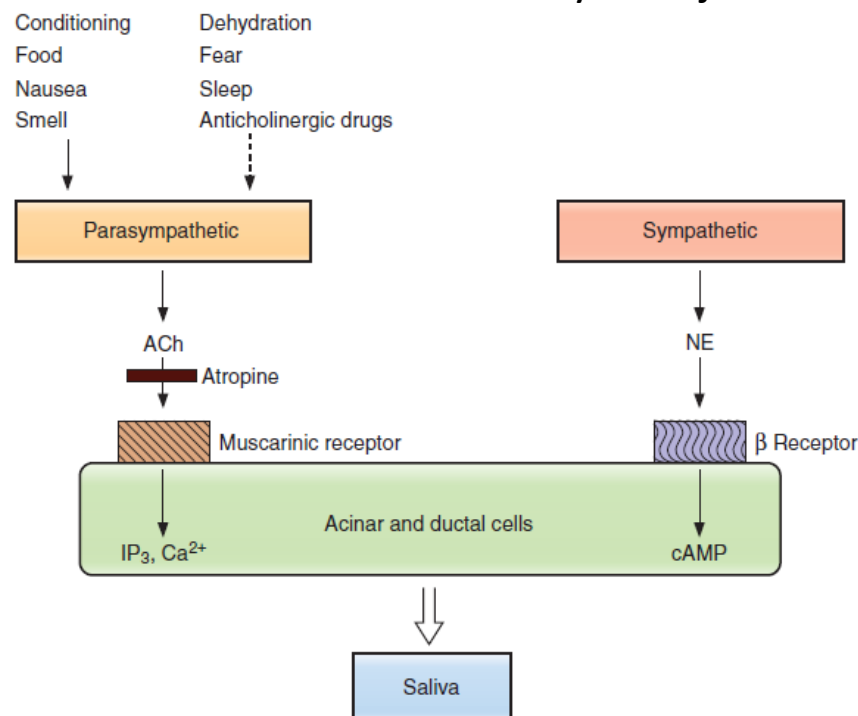 Conditioning
Food
Nausea
Smell
Dehydration
Fear
Sleep
Anticholinergic drugs
Parasympathetic
Sympathetic
ACh
NE
Atropine
Muscarinic receptor
β Receptor
Acinar and ductal cells
IP₃, Ca²⁺
cAMP
Saliva